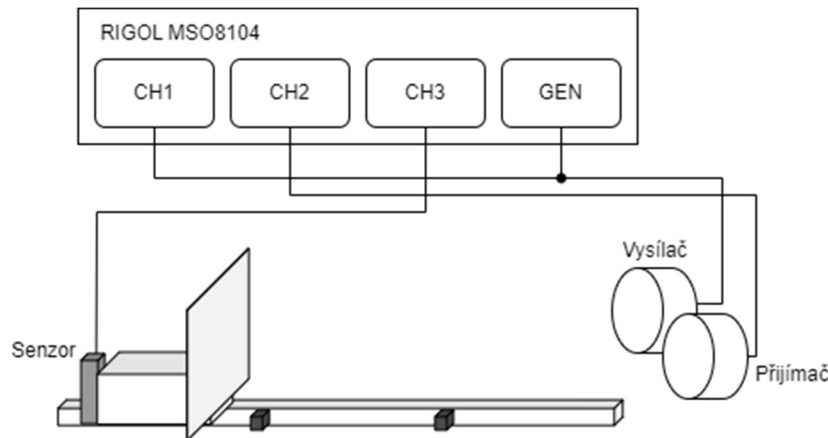 RIGOL MSO8104
CH1
CH2
CH3
GEN
Vysílač
Senzor
Přijímač